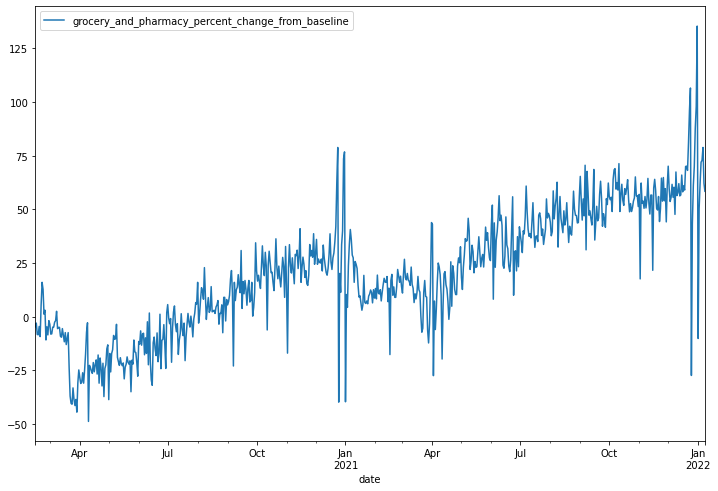 grocery_and_pharmacy_percent_change_from_baseline
125
100
75
50
25
0
−25
−50
Apr
Jul
Oct
Jan
2021
Apr
Jul
Oct
Jan
2022
date